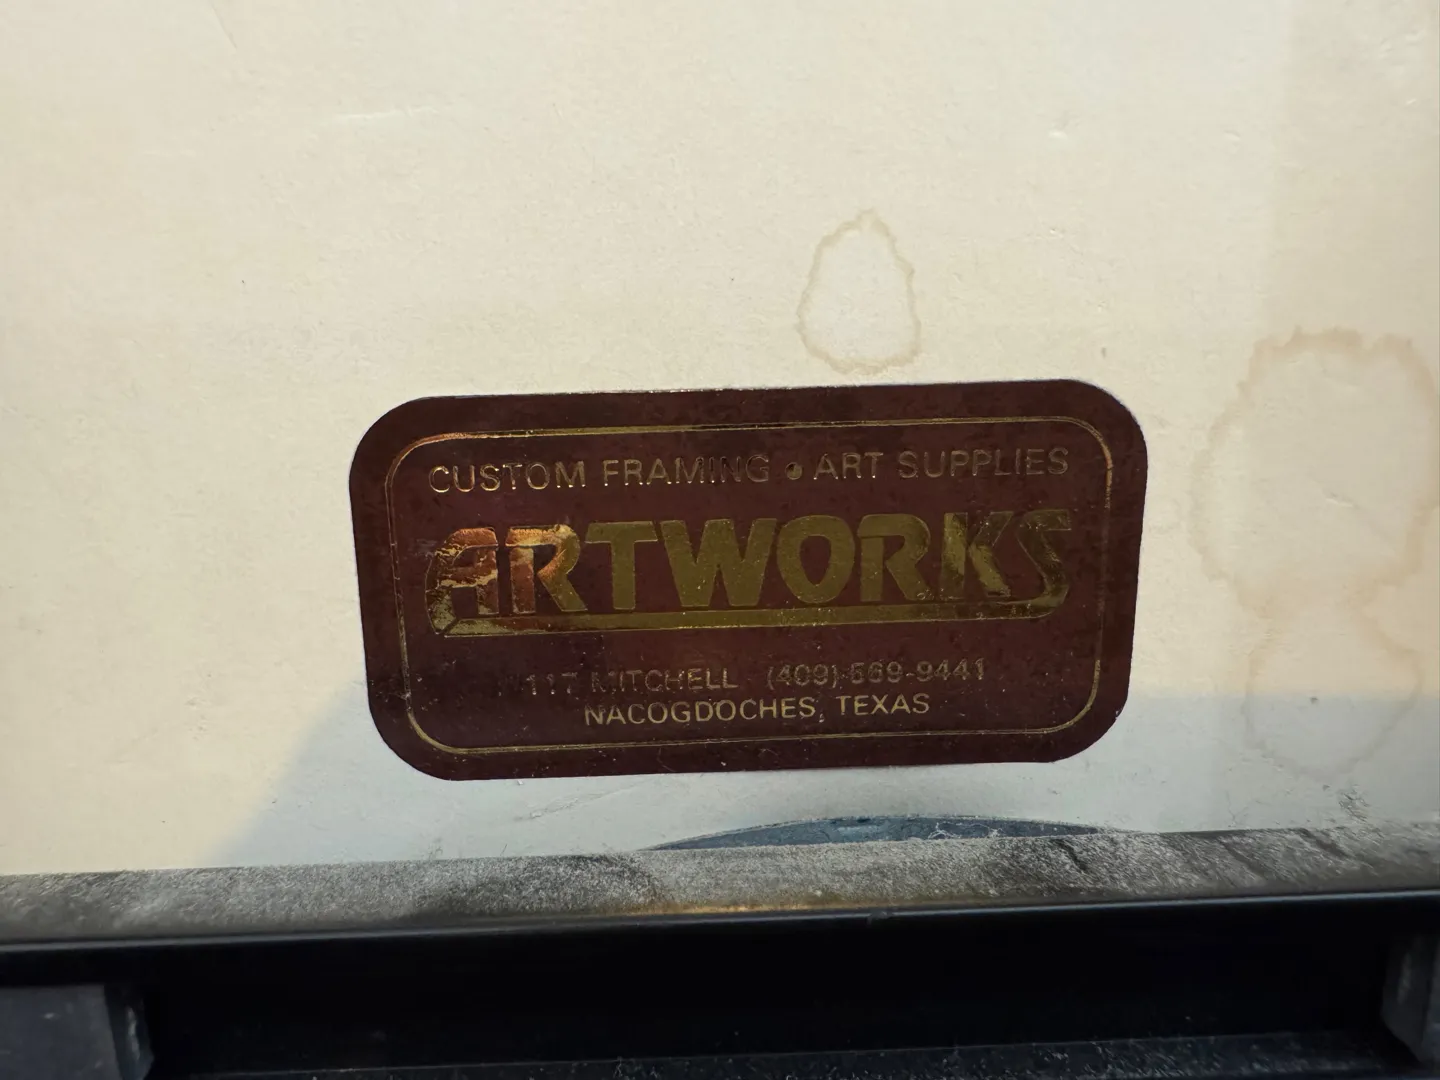 CUSTOM FRAMING • ART SUPPLIES
ARTWORKS
117 MITCHELL (409) 569-9441
NACOGDOCHES, TEXAS